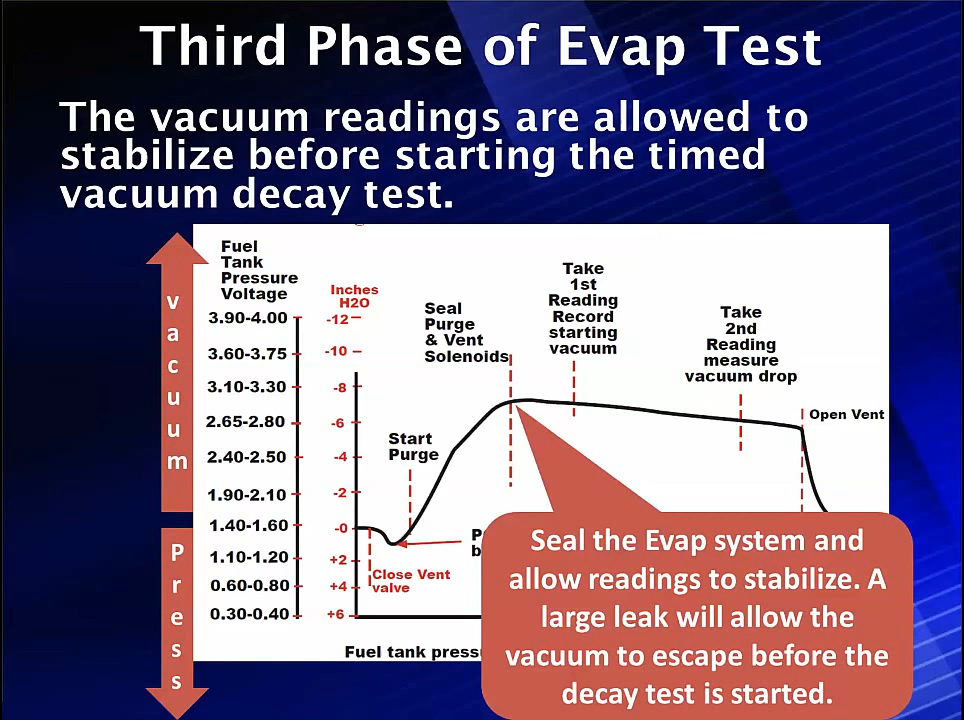 Third Phase of Evap Test
The vacuum readings are allowed to
stabilize before starting the timed
vacuum decay test.
vacuum
Press
Fuel
Tank
Pressure
Voltage
3.90-4.00
3.60-3.75
3.10-3.30
2.65-2.80
2.40-2.50
1.90-2.10
1.40-1.60
1.10-1.20
0.60-0.80
0.30-0.40
Inches
H2O
-12
-10
-8
-6
-4
-2
-0
+2
+4
+6
Close Vent
valve
Start
Purge
Seal
Purge
& Vent
Solenoids
Take
1st
Reading
Record
starting
vacuum
Take
2nd
Reading
measure
vacuum drop
Open Vent
Fuel tank pressu
Seal the Evap system and
allow readings to stabilize. A
large leak will allow the
vacuum to escape before the
decay test is started.